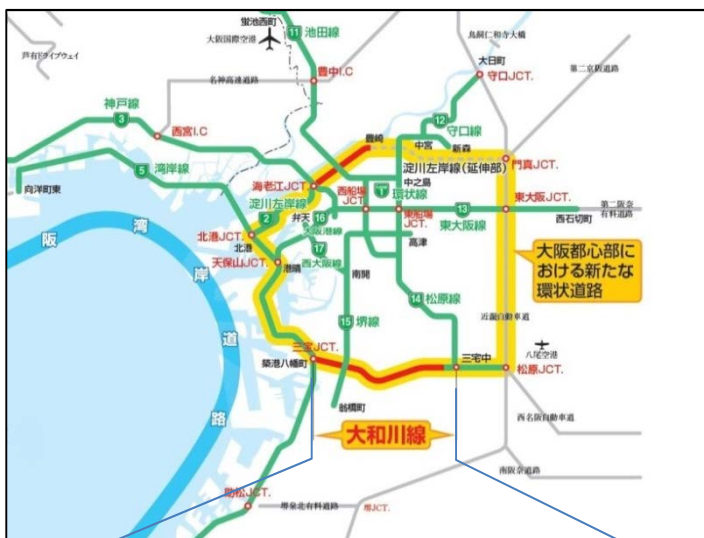 蛍池西町
11
池田線
大阪国際空港
鳥飼仁和寺大橋
芦有ドライブウェイ
大日町
第二京阪道路
豊中I.C
守口JCT.
名神高速道路
神戸線
3
12
守口線
西宮I.C
豊崎
中宮
新森
淀川左岸線(延伸部)
門真JCT.
5
湾岸線
中之島
海老江JCT.
西船場JCT
1
環状線
東大阪JCT.
向洋町東
淀川左岸線
2
弁天
16
大阪港線
東船場JCT.
13
東大阪線
西石切町
第二阪奈有料道路
北港JCT.
北港
17
西大阪線
高津
天保山JCT.
港晴
南開
大阪都心部に
おける新たな
環状道路
14
松原線
近畿自動車道
15
堺線
三宝JCT.
築港八幡町
三宅中
八尾空港
松原JCT.
翁橋町
西名阪自動車道
大和川線
南阪奈道路
助松JCT.
堺泉北有料道路
堺JCT.
阪
湾
岸
道
路